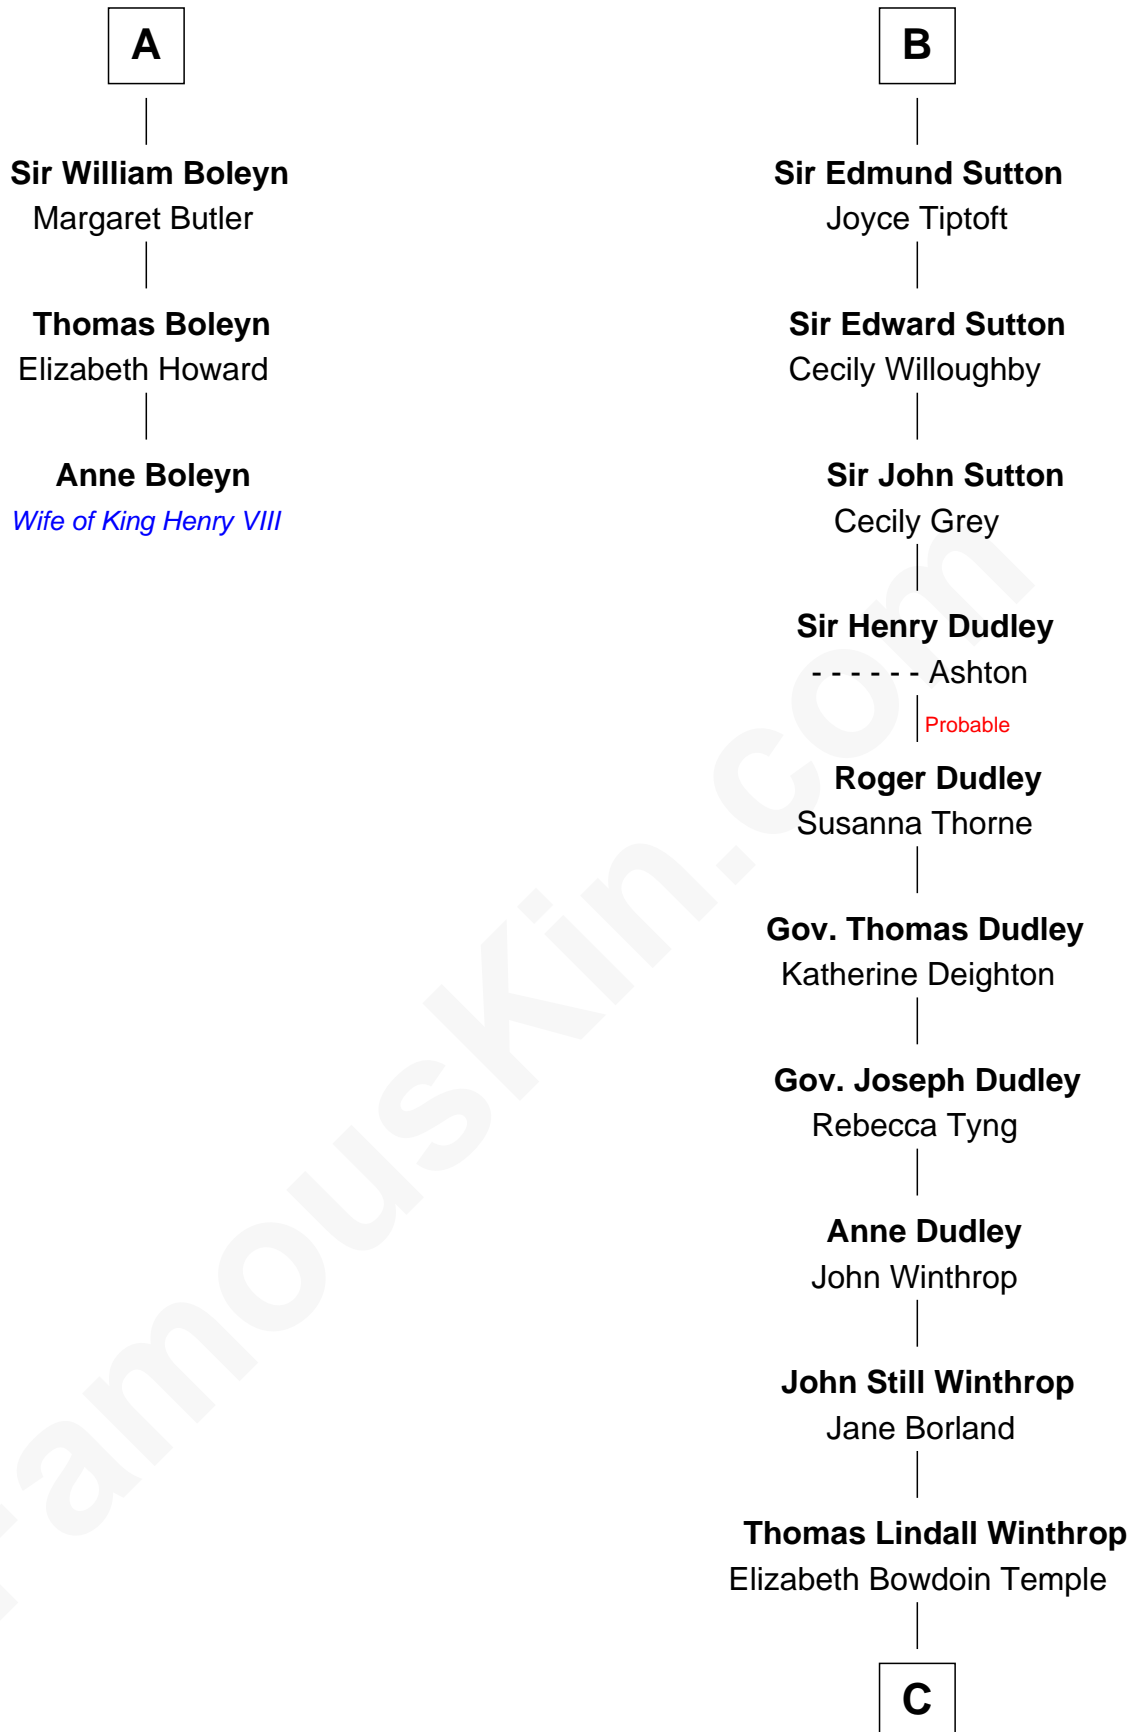 A
Sir William Boleyn
Margaret Butler
Thomas Boleyn
Elizabeth Howard
Anne Boleyn
Wife of King Henry VIII
B
Sir Edmund Sutton
Joyce Tiptoft
Sir Edward Sutton
Cecily Willoughby
Sir John Sutton
Cecily Grey
Sir Henry Dudley
- - - - - - Ashton
Probable
Roger Dudley
Susanna Thorne
Gov. Thomas Dudley
Katherine Deighton
Gov. Joseph Dudley
Rebecca Tyng
Anne Dudley
John Winthrop
John Still Winthrop
Jane Borland
Thomas Lindall Winthrop
Elizabeth Bowdoin Temple
C
FamousKin.com